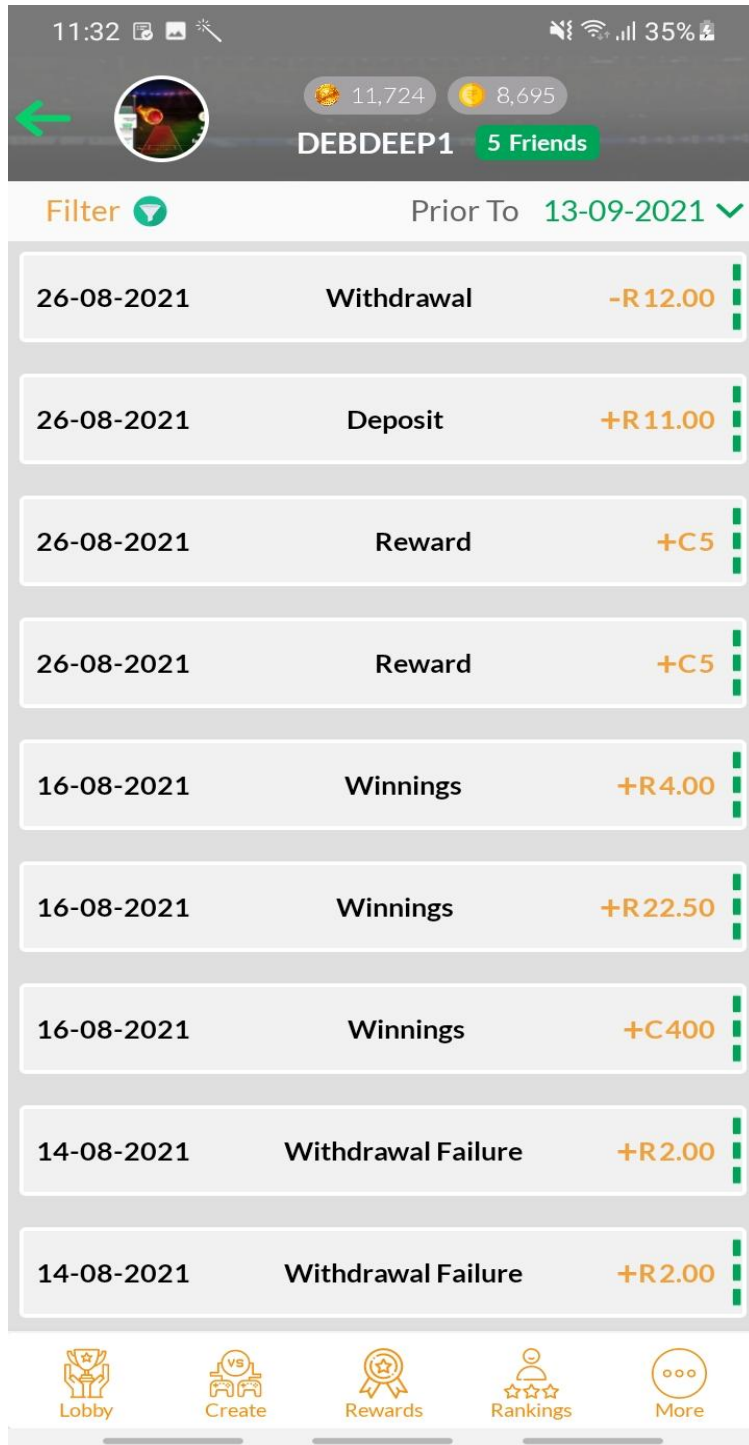 11:32 35%
11,724 8,695
DEBDEEP1 5 Friends
Filter Prior To 13-09-2021
26-08-2021 Withdrawal -R12.00
26-08-2021 Deposit +R11.00
26-08-2021 Reward +C5
26-08-2021 Reward +C5
16-08-2021 Winnings +R4.00
16-08-2021 Winnings +R22.50
16-08-2021 Winnings +C400
14-08-2021 Withdrawal Failure +R2.00
14-08-2021 Withdrawal Failure +R2.00
VS
Lobby Create Rewards Rankings More